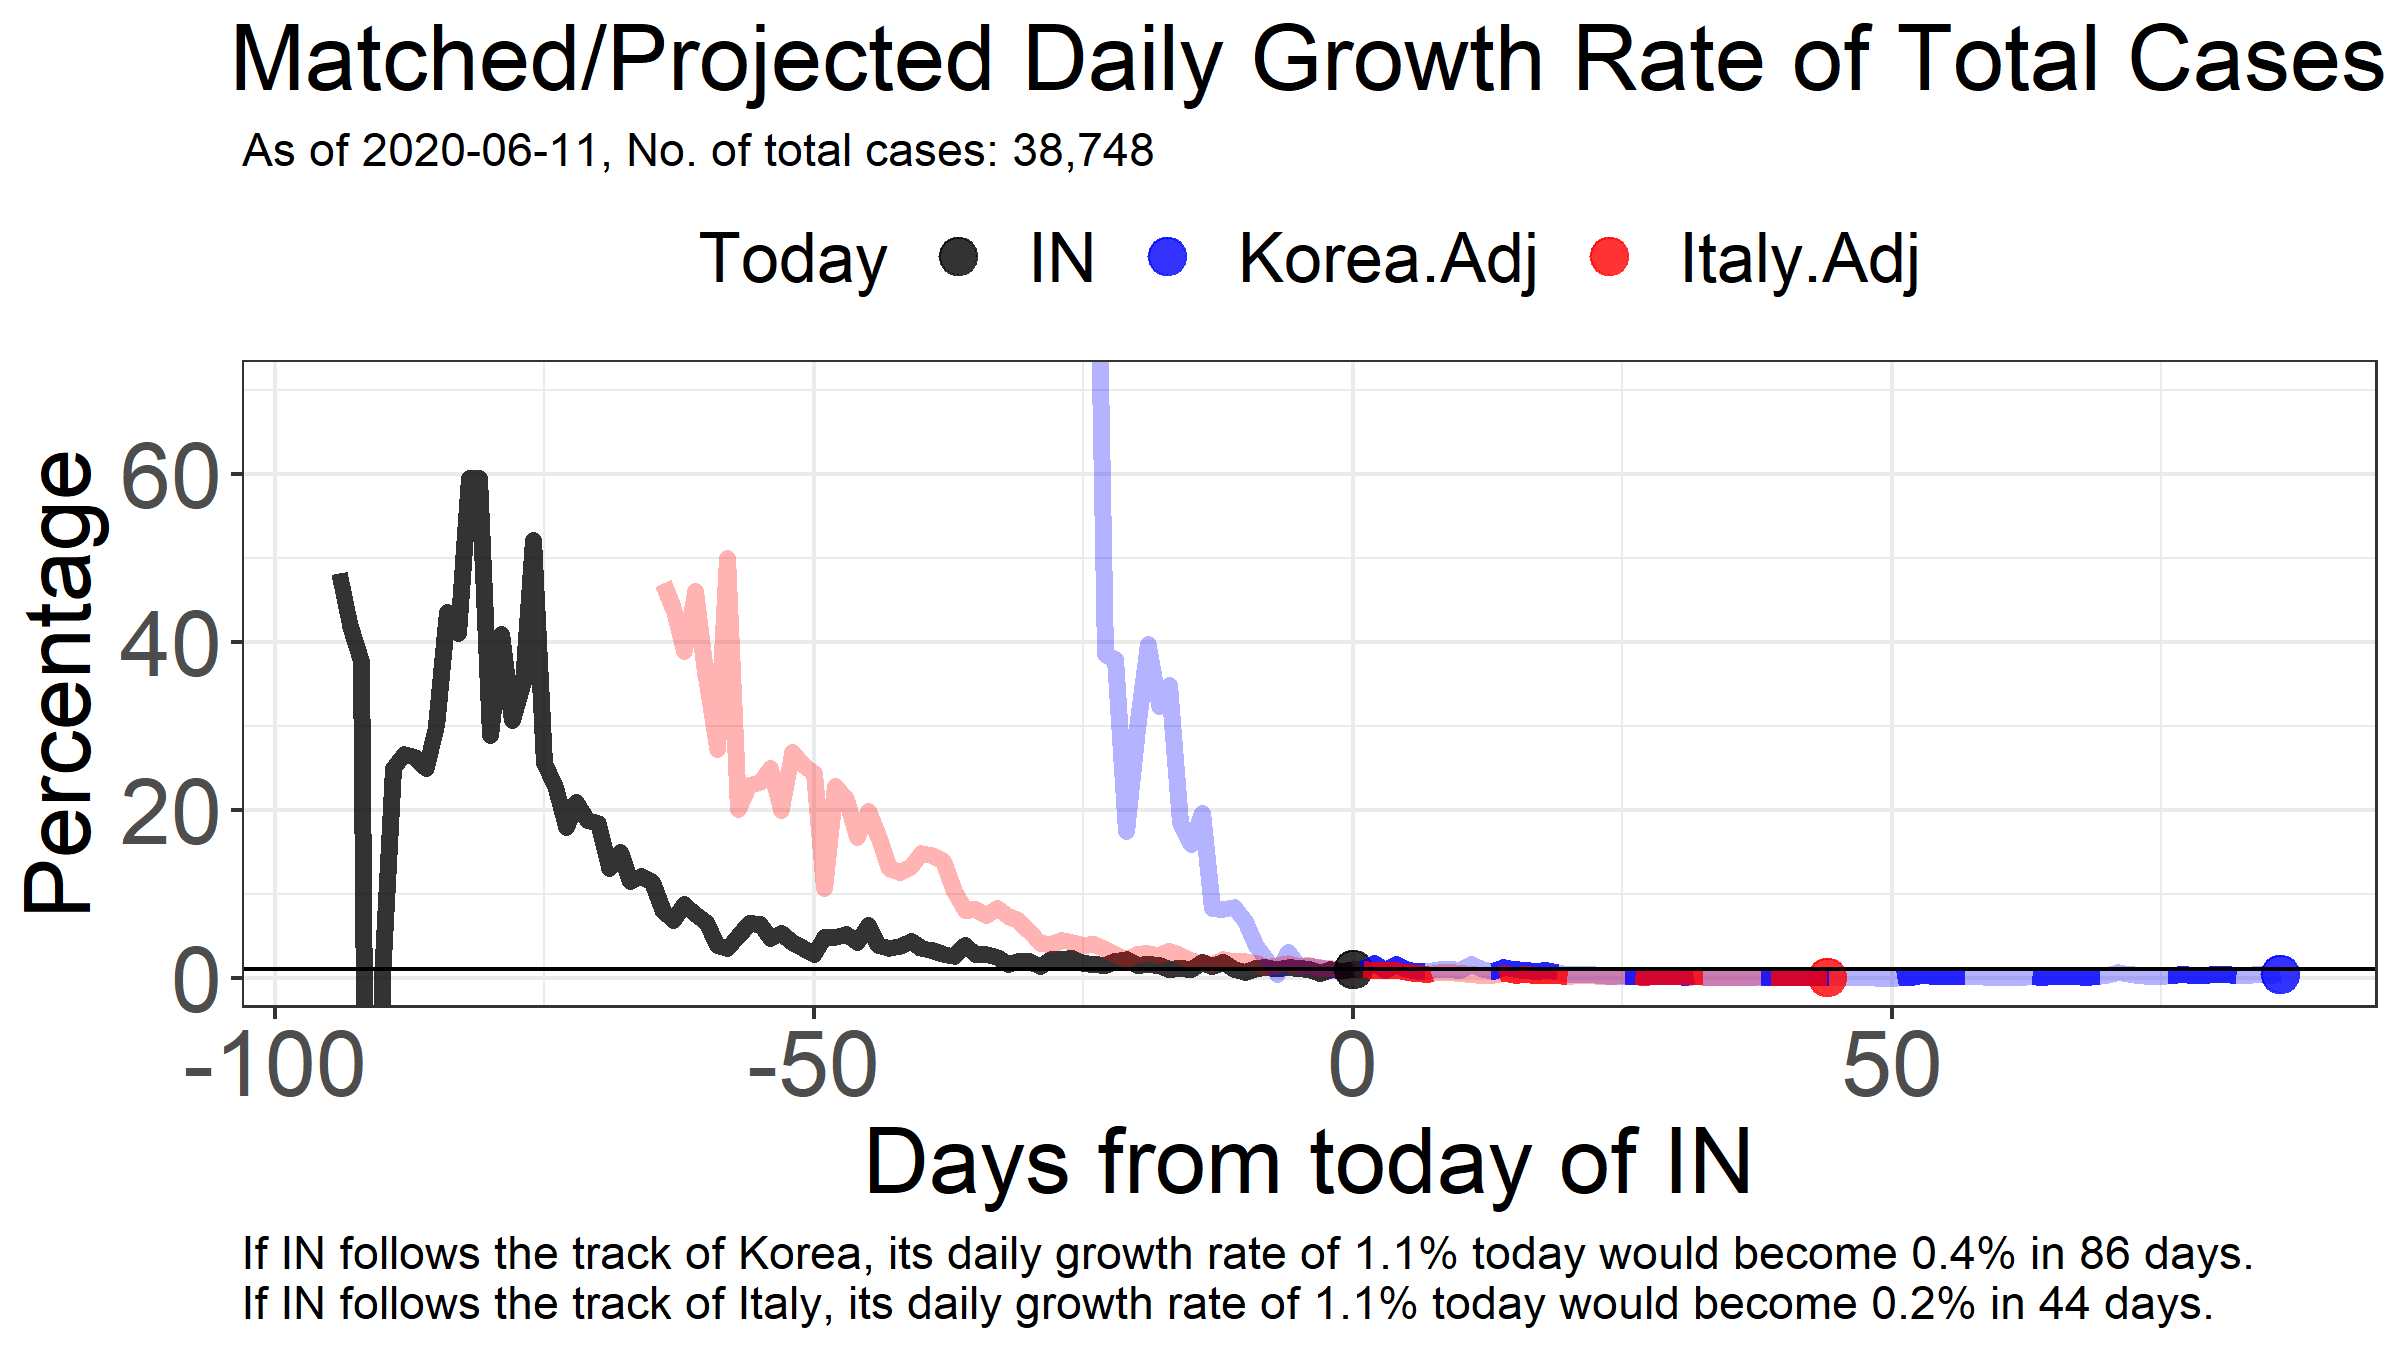 Matched/Projected Daily Growth Rate of Total Cases
As of 2020-06-11, No. of total cases: 38,748
Today IN Korea.Adj Italy.Adj
Percentage
60
40
20
0
-100 -50 0 50
Days from today of IN
If IN follows the track of Korea, its daily growth rate of 1.1% today would become 0.4% in 86 days.
If IN follows the track of Italy, its daily growth rate of 1.1% today would become 0.2% in 44 days.